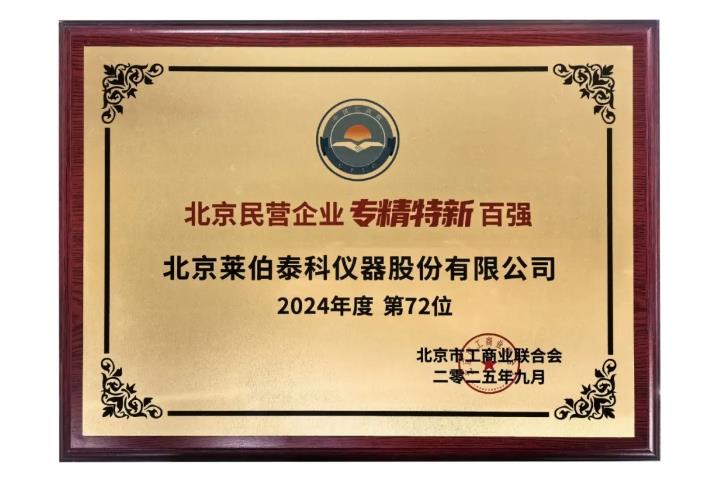 北京民营企业 专精特新 百强
北京莱伯泰科仪器股份有限公司
2024年度 第72位
北京市工商业联合会
二零二五年九月